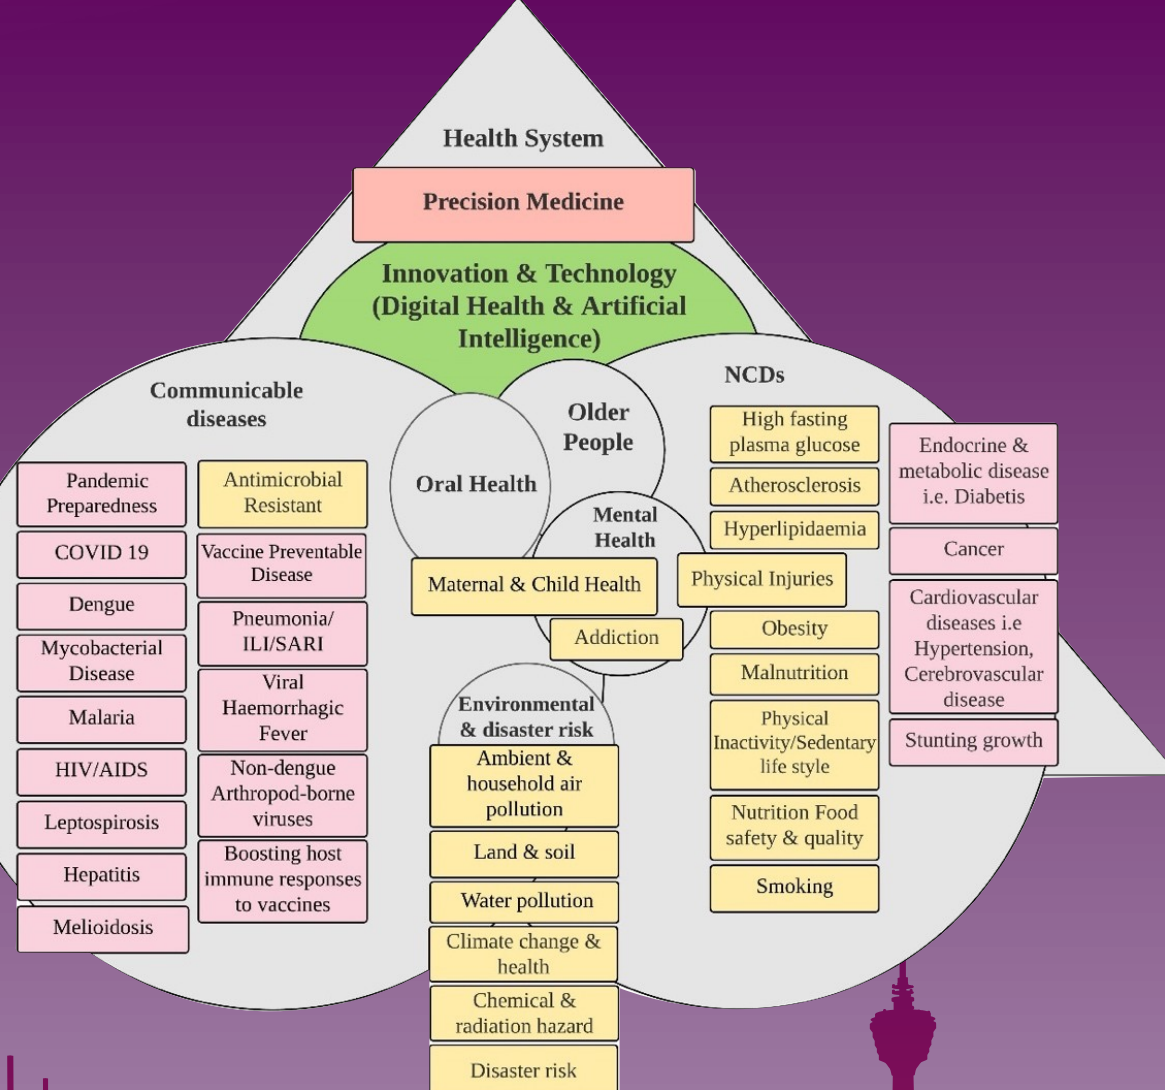 Health System
Precision Medicine
Innovation & Technology
(Digital Health & Artificial
Intelligence)
Communicable
diseases
Pandemic
Preparedness
COVID 19
Dengue
Mycobacterial
Disease
Malaria
HIV/AIDS
Leptospirosis
Hepatitis
Melioidosis
Antimicrobial
Resistant
Vaccine Preventable
Disease
Pneumonia/
ILI/SARI
Viral
Haemorrhagic
Fever
Non-dengue
Arthropod-borne
viruses
Boosting host
immune responses
to vaccines
Oral Health
Older
People
Mental
Health
Maternal & Child Health
Addiction
Environmental
& disaster risk
Ambient &
household air
pollution
Land & soil
Water pollution
Climate change &
health
Chemical &
radiation hazard
Disaster risk
NCDs
High fasting
plasma glucose
Atherosclerosis
Hyperlipidaemia
Physical Injuries
Obesity
Malnutrition
Physical
Inactivity/Sedentary
life style
Nutrition Food
safety & quality
Smoking
Endocrine &
metabolic disease
i.e. Diabetis
Cancer
Cardiovascular
diseases i.e
Hypertension,
Cerebrovascular
disease
Stunting growth